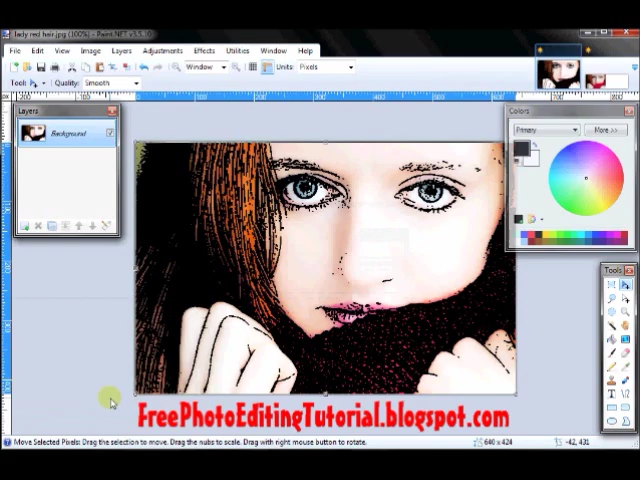 lady red hair.jpg (100%) - Paint.NET v3.5.10
File Edit View Image Layers Adjustments Effects Utilities Window Help
Window Units: Pixels
Tool: Quality: Smooth
Layers
Background
Colors
Primary More >>
Tools
FreePhotoEditingTutorial.blogspot.com
Move Selected Pixels: Drag the selection to move. Drag the nubs to scale. Drag with right mouse button to rotate. 640 x 424 -42, 431